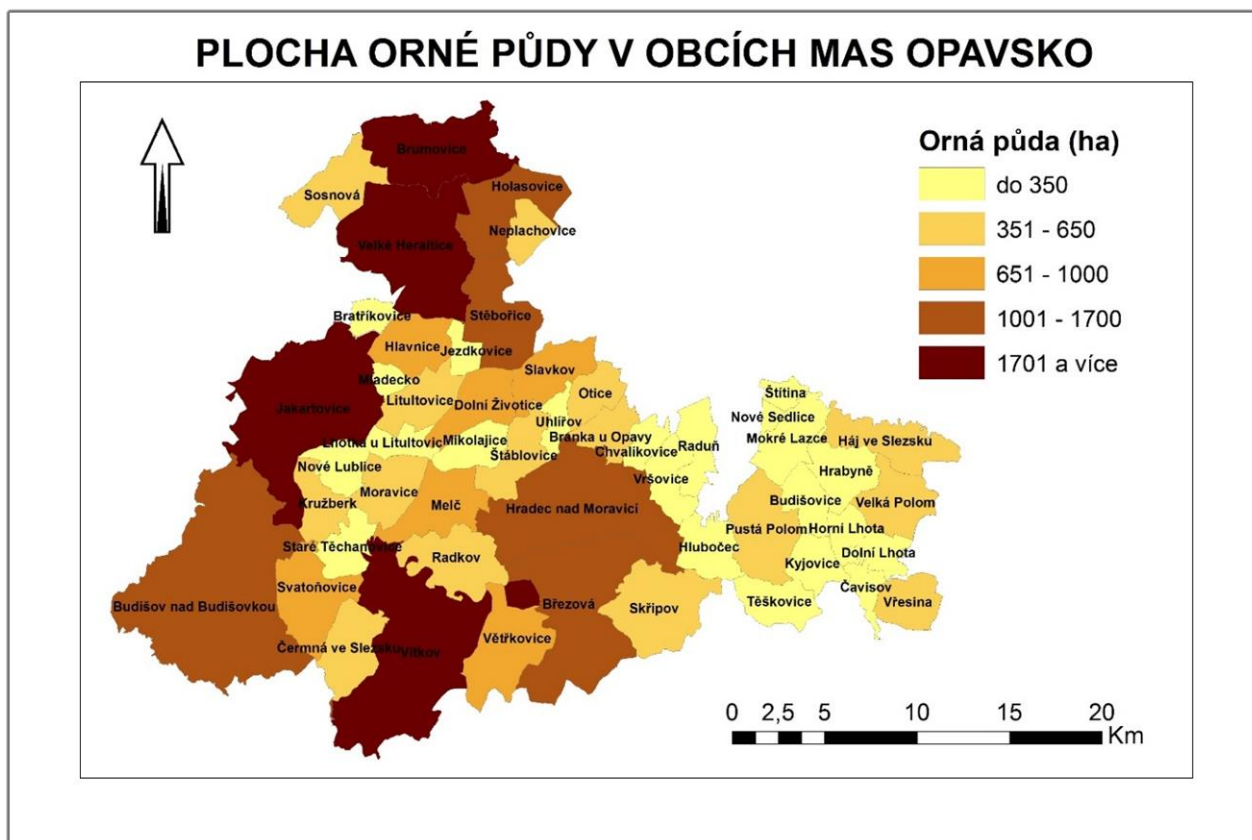 PLOCHA ORNÉ PŮDY V OBCÍCH MAS OPAVSKO
Orná půda (ha)
do 350
351 - 650
651 - 1000
1001 - 1700
1701 a více
Brumovice
Sosnová
Holasovice
Neplachovice
Velké Heraltice
Bratříkovice
Stěbořice
Hlavnice
Jezdkovice
Slavkov
Mladecko
Litultovice
Dolní Životice
Otice
Jakartovice
Uhlířov
Lhotka u Litultovic
Mikolajice
Branka u Opavy
Štáblovice
Chvalíkovice
Raduň
Vršovice
Nové Lublice
Moravice
Kružberk
Melč
Hradec nad Moravicí
Štítina
Nové Sedlice
Mokré Lazce
Háj ve Slezsku
Hrabyně
Budišovice
Velká Polom
Pustá Polom
Horní Lhota
Hlubočec
Dolní Lhota
Kyjovice
Staré Těchanovice
Radkov
Svatoňovice
Čavisov
Těškovice
Vřesina
Budišov nad Budišovkou
Březová
Skřipov
Čermná ve Slezsku
Vítkov
Větřkovice
0 2,5 5 10 15 20
Km